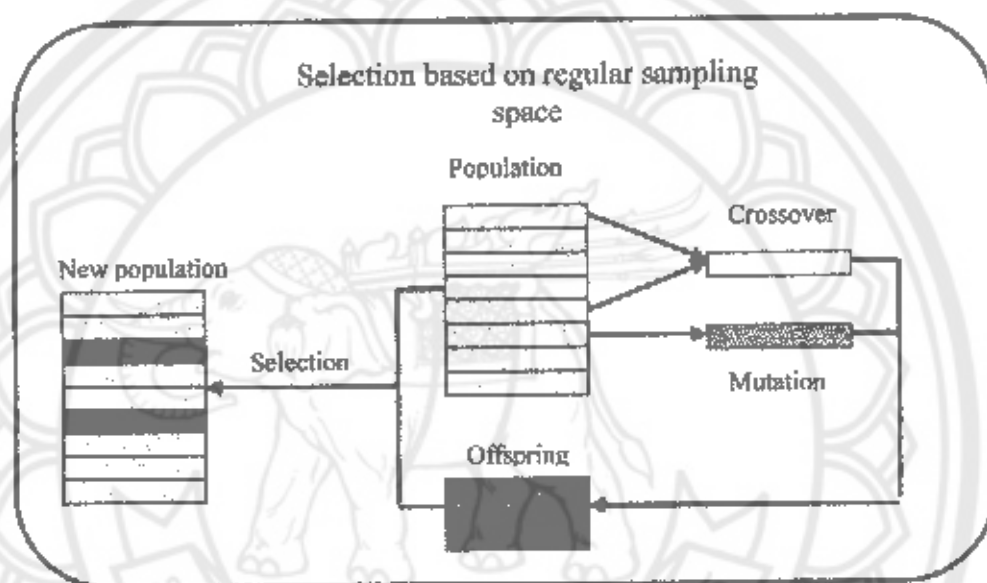 Selection based on regular sampling
space
Population
Crossover
New population
Selection
Mutation
Offspring